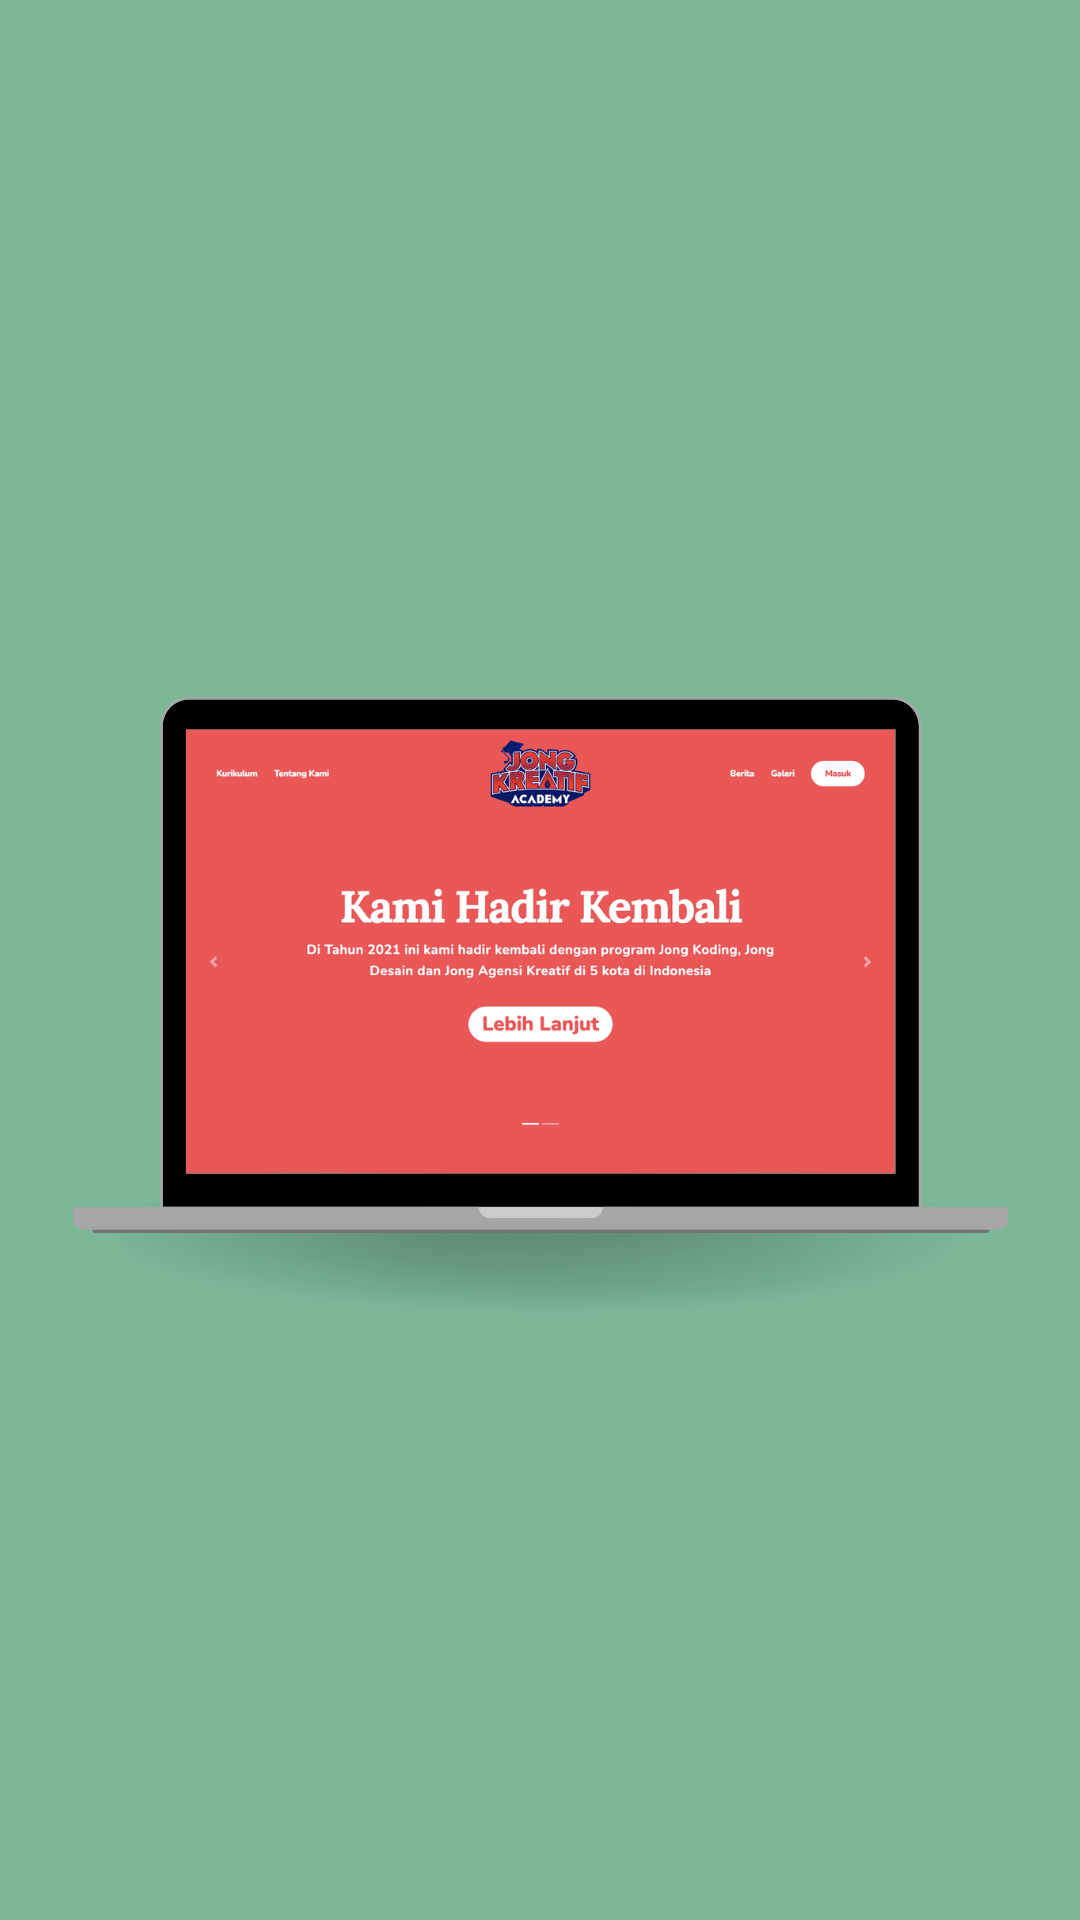 Kurikulum Tentang Kami
JONG
KREATIF
ACADEMY
Berita Galeri Masuk
Kami Hadir Kembali
Di Tahun 2021 ini kami hadir kembali dengan program Jong Koding, Jong
Desain dan Jong Agensi Kreatif di 5 kota di Indonesia
Lebih Lanjut